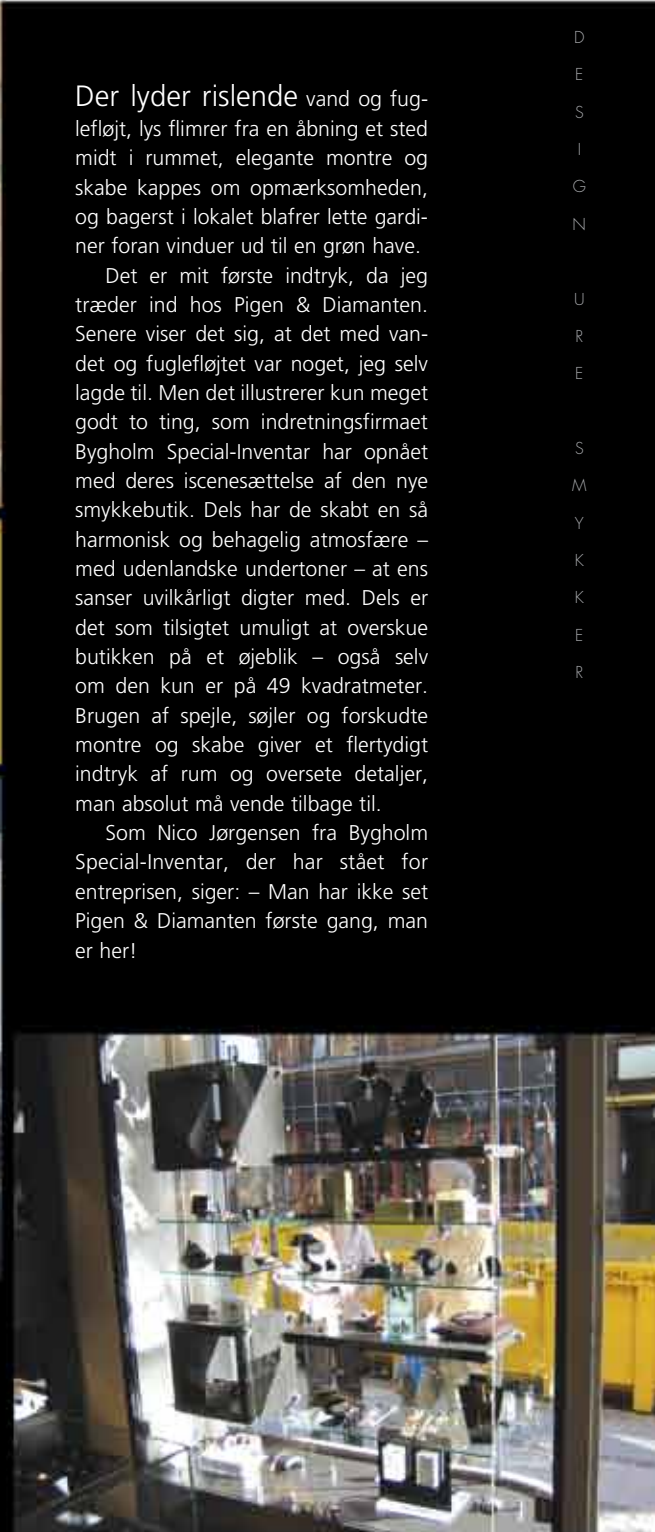 Der lyder rislende vand og fug-
lefløjt, lys flimrer fra en åbning et sted
midt i rummet, elegante montre og
skabe kappes om opmærksomheden,
og bagerst i lokalet blafrer lette gardi-
ner foran vinduer ud til en grøn have.
Det er mit første indtryk, da jeg
træder ind hos Pigen & Diamanten.
Senere viser det sig, at det med van-
det og fuglefløjtet var noget, jeg selv
lagde til. Men det illustrerer kun meget
godt to ting, som indretningsfirmaet
Bygholm Special-Inventar har opnået
med deres iscenesættelse af den nye
smykkebutik. Dels har de skabt en så
harmonisk og behagelig atmosfære –
med udenlandske undertoner – at ens
sanser uvilkårligt digter med. Dels er
det som tilsigtet umuligt at overskue
butikken på et øjeblik – også selv
om den kun er på 49 kvadratmeter.
Brugen af spejle, søjler og forskudte
montre og skabe giver et flertydigt
indtryk af rum og oversete detaljer,
man absolut må vende tilbage til.
Som Nico Jørgensen fra Bygholm
Special-Inventar, der har stået for
entreprisen, siger: – Man har ikke set
Pigen & Diamanten første gang, man
er her!
DESIGN URE SMYKKER